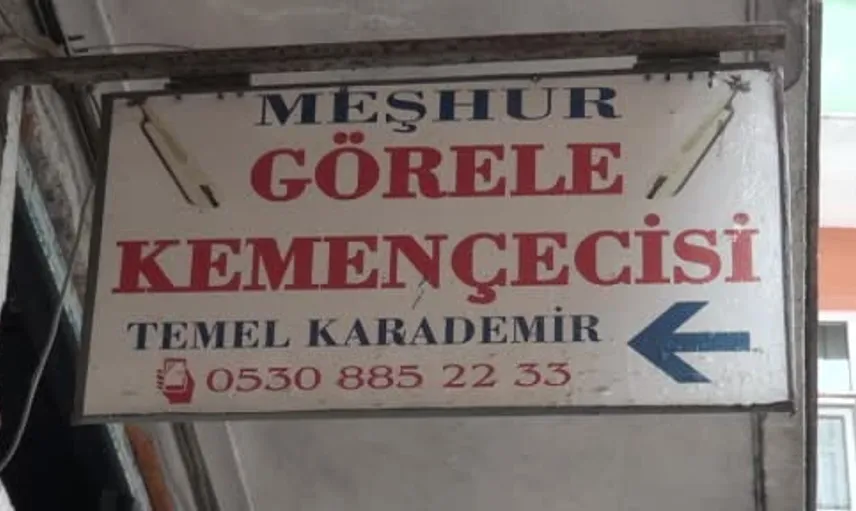 MEŞHUR
GÖRELE
KEMENÇECİSİ
TEMEL KARADEMİR
0530 885 22 33